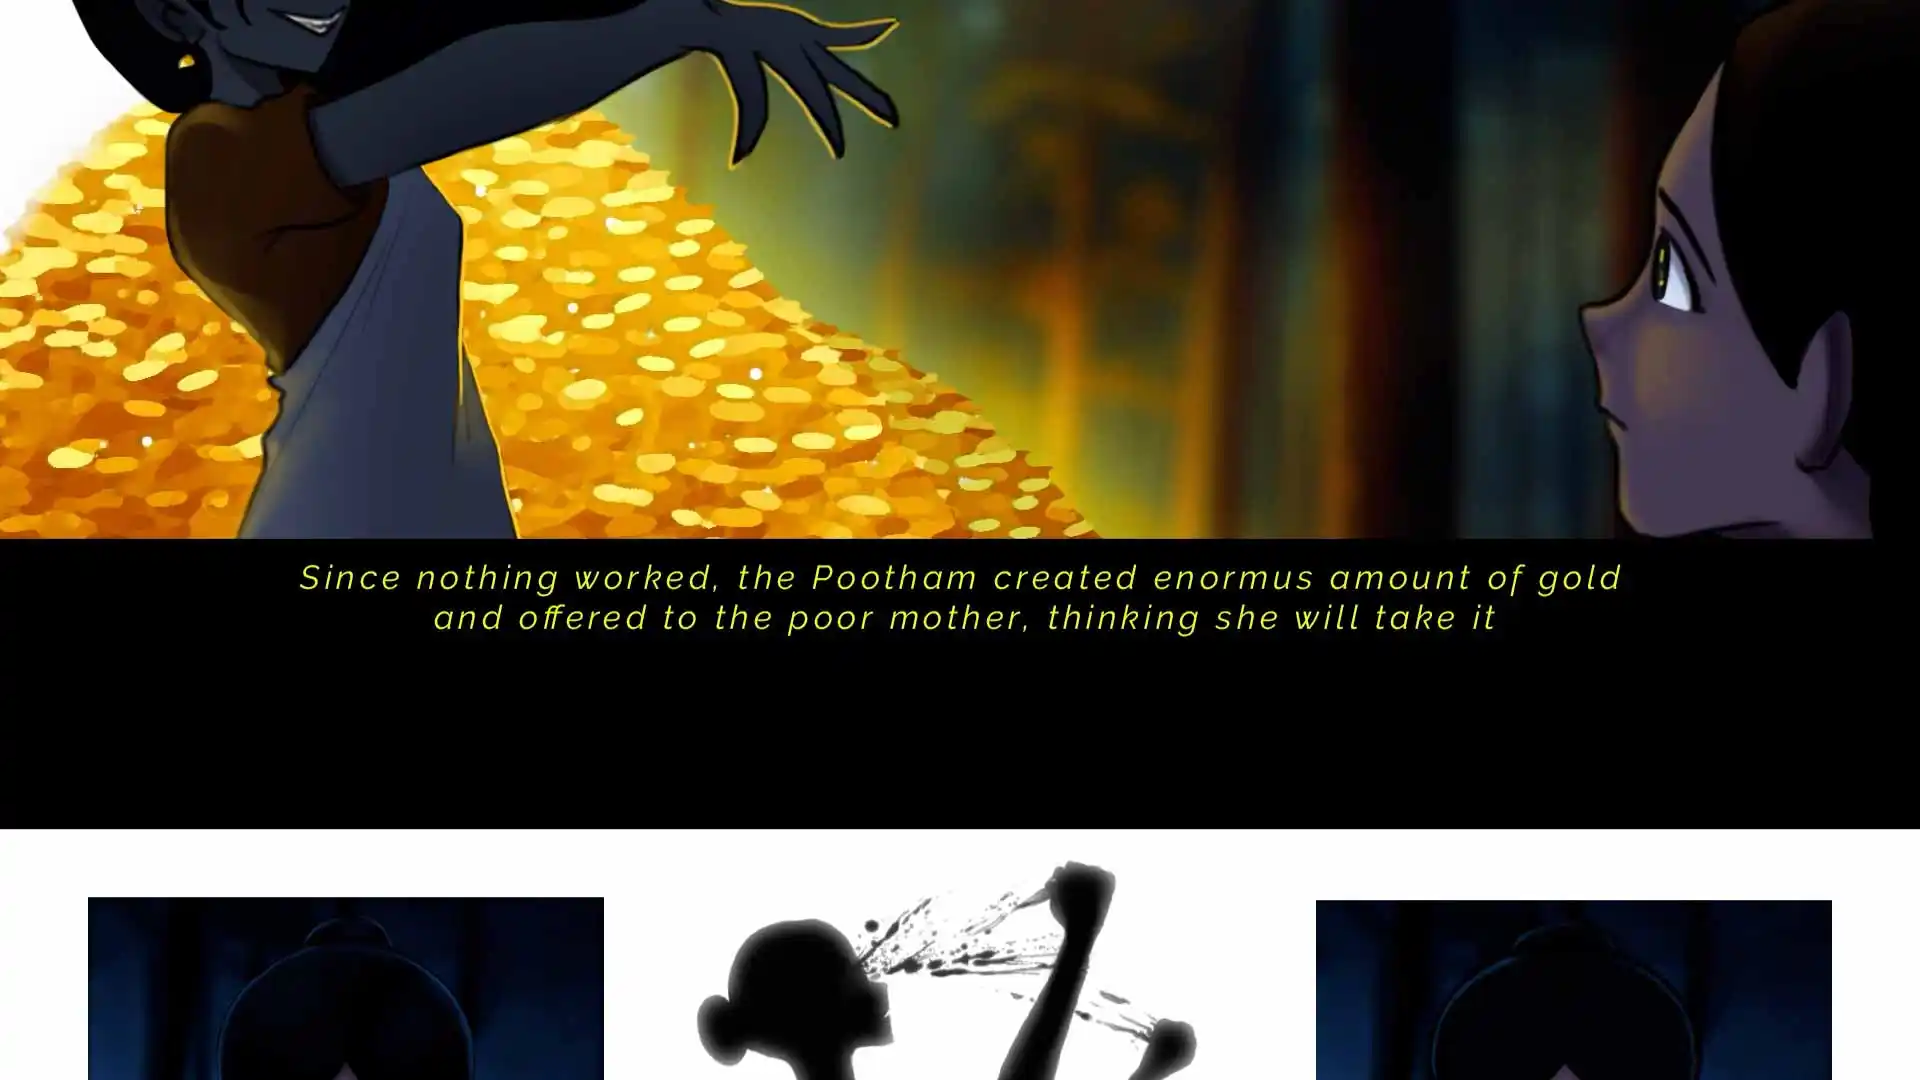 Since nothing worked, the Pootham created enormus amount of gold
and offered to the poor mother, thinking she will take it